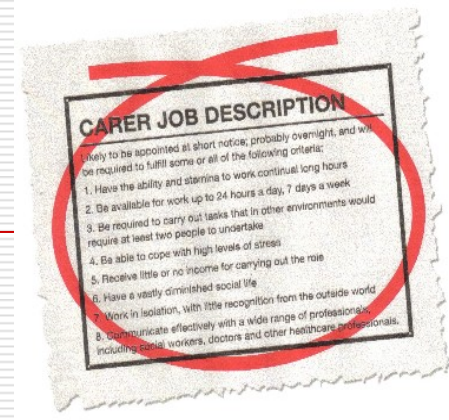 CARER JOB DESCRIPTION
Likely to be appointed at short notice; probably overnight, and will
be required to fulfill some or all of the following criteria:
1. Have the ability and stamina to work continual long hours
2. Be available for work up to 24 hours a day, 7 days a week
3. Be required to carry out tasks that in other environments would
require at least two people to undertake
4. Be able to cope with high levels of stress
5. Receive little or no income for carrying out the role
6. Have a vastly diminished social life
7. Work in isolation, with little recognition from the outside world
8. Communicate effectively with a wide range of professionals,
including social workers, doctors and other healthcare professionals.